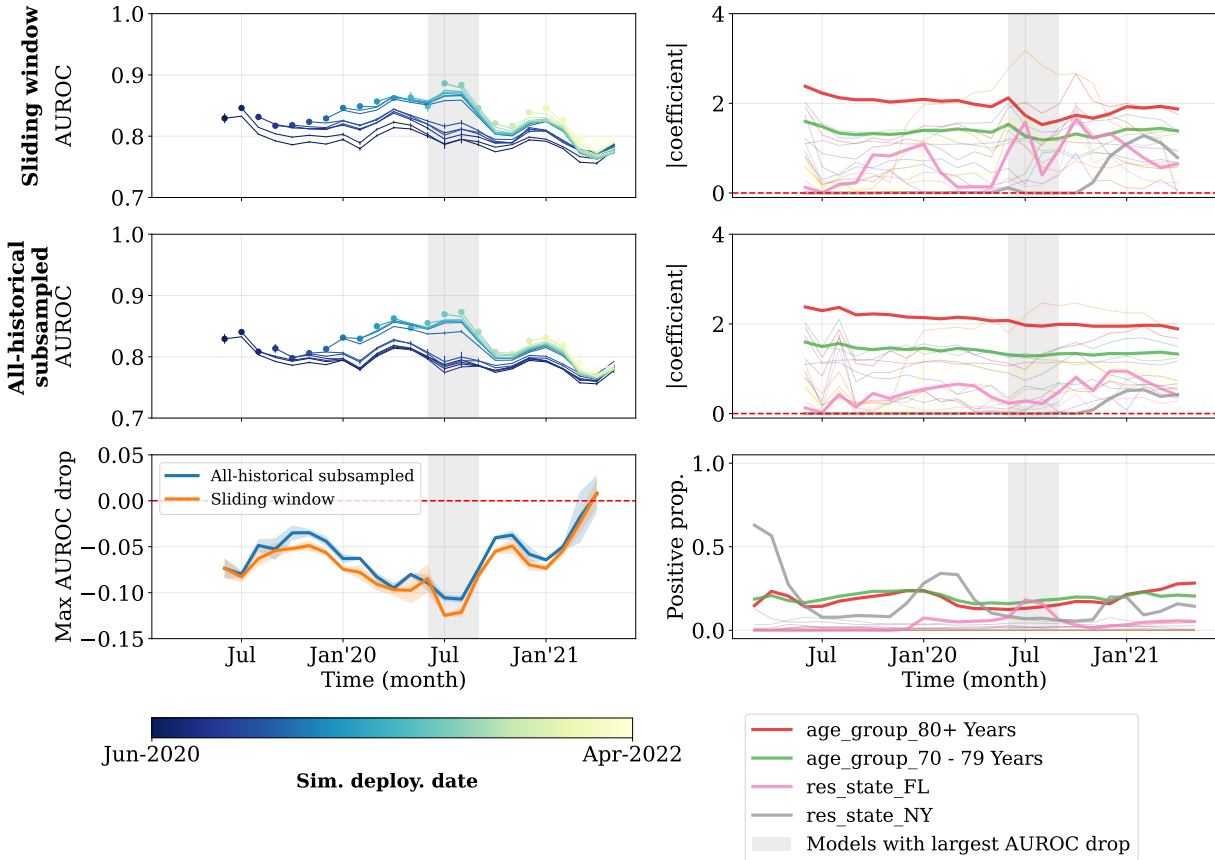 Sliding window
AUROC
1.0
0.9
0.8
0.7
|coefficient|
4
2
0
All-historical
subsampled
AUROC
1.0
0.9
0.8
0.7
|coefficient|
4
2
0
Max AUROC drop
0.05
0.00
−0.05
−0.10
−0.15
All-historical subsampled
Sliding window
Jul
Jan'20
Jul
Jan'21
Time (month)
Positive prop.
1.0
0.5
0.0
Jul
Jan'20
Jul
Jan'21
Time (month)
Jun-2020
Apr-2022
Sim. deploy. date
age_group_80+ Years
age_group_70 - 79 Years
res_state_FL
res_state_NY
Models with largest AUROC drop